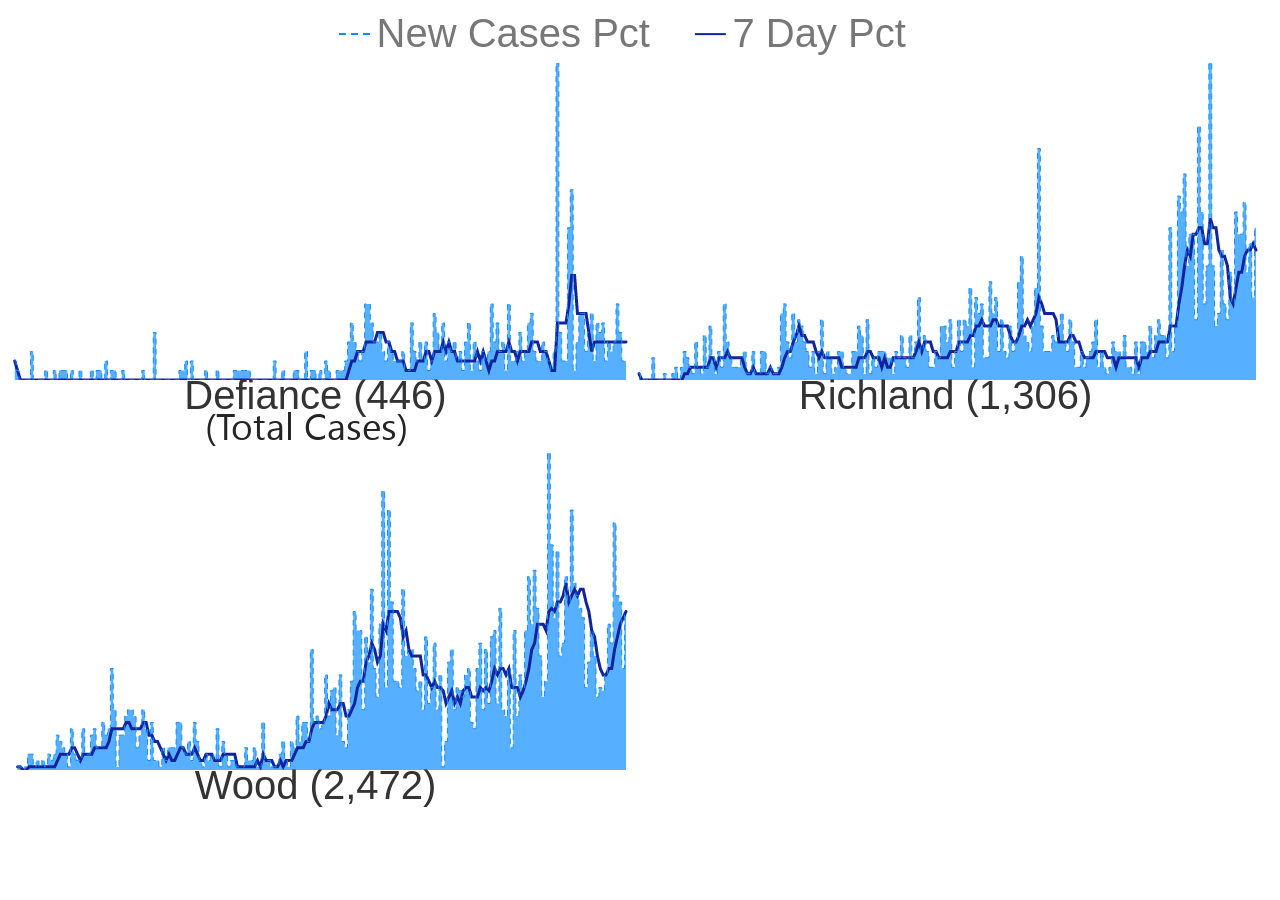 New Cases Pct 7 Day Pct
Defiance (446)
(Total Cases)
Richland (1,306)
Wood (2,472)